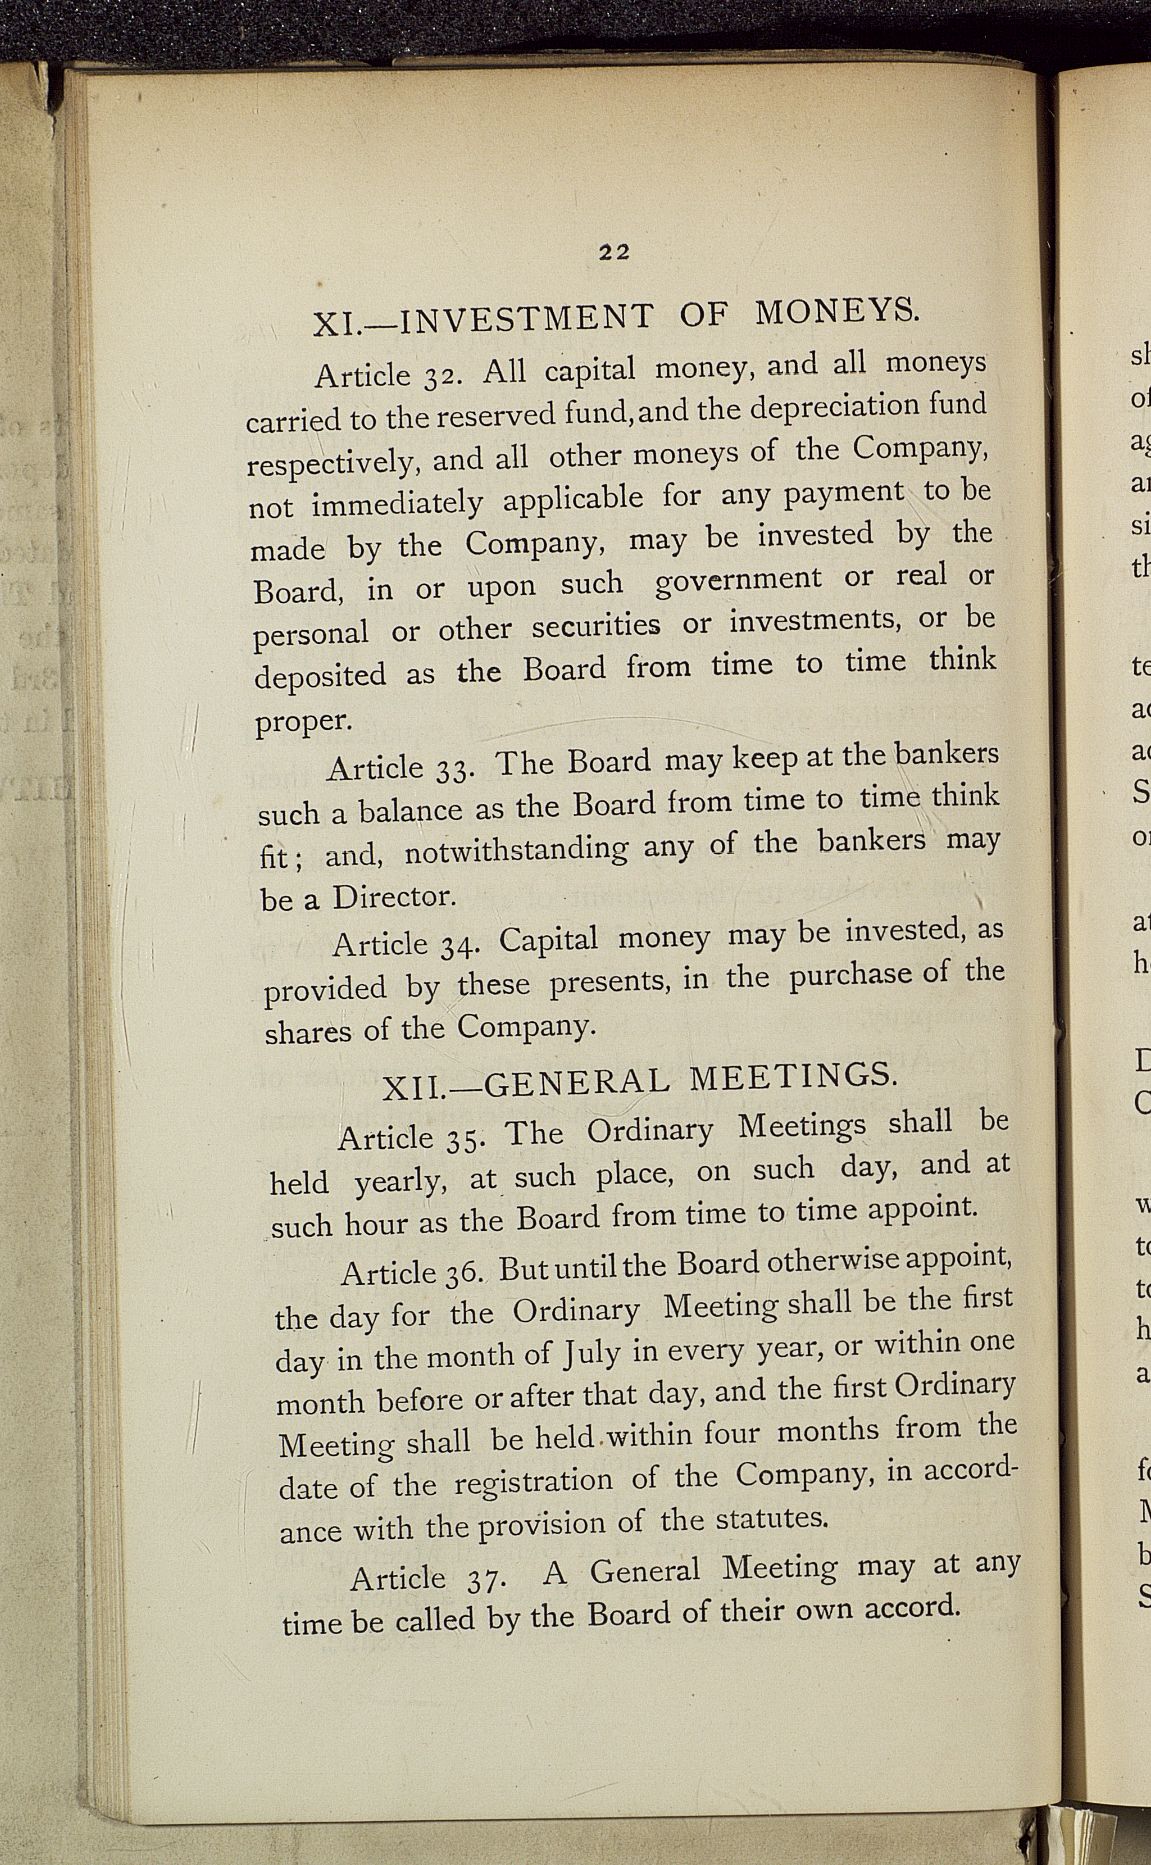 22
XI.—INVESTMENT OF MONEYS.
Article 32. All capital money, and all moneys
carried to the reserved fund, and the depreciation fund
respectively, and all other moneys of the Company,
not immediately applicable for any payment to be
made by the Company, may be invested by the
Board, in or upon such government or real or
personal or other securities or investments, or be
deposited as the Board from time to time think
proper.
Article 33. The Board may keep at the bankers
such a balance as the Board from time to time think
fit; and, notwithstanding any of the bankers may
be a Director.
Article 34. Capital money may be invested, as
provided by these presents, in the purchase of the
shares of the Company.
XII.—GENERAL MEETINGS.
Article 35. The Ordinary Meetings shall be
held yearly, at such place, on such day, and at
such hour as the Board from time to time appoint.
Article 36. But until the Board otherwise appoint,
the day for the Ordinary Meeting shall be the first
day in the month of July in every year, or within one
month before or after that day, and the first Ordinary
Meeting shall be held within four months from the
date of the registration of the Company, in accord-
ance with the provision of the statutes.
Article 37. A General Meeting may at any
time be called by the Board of their own accord.